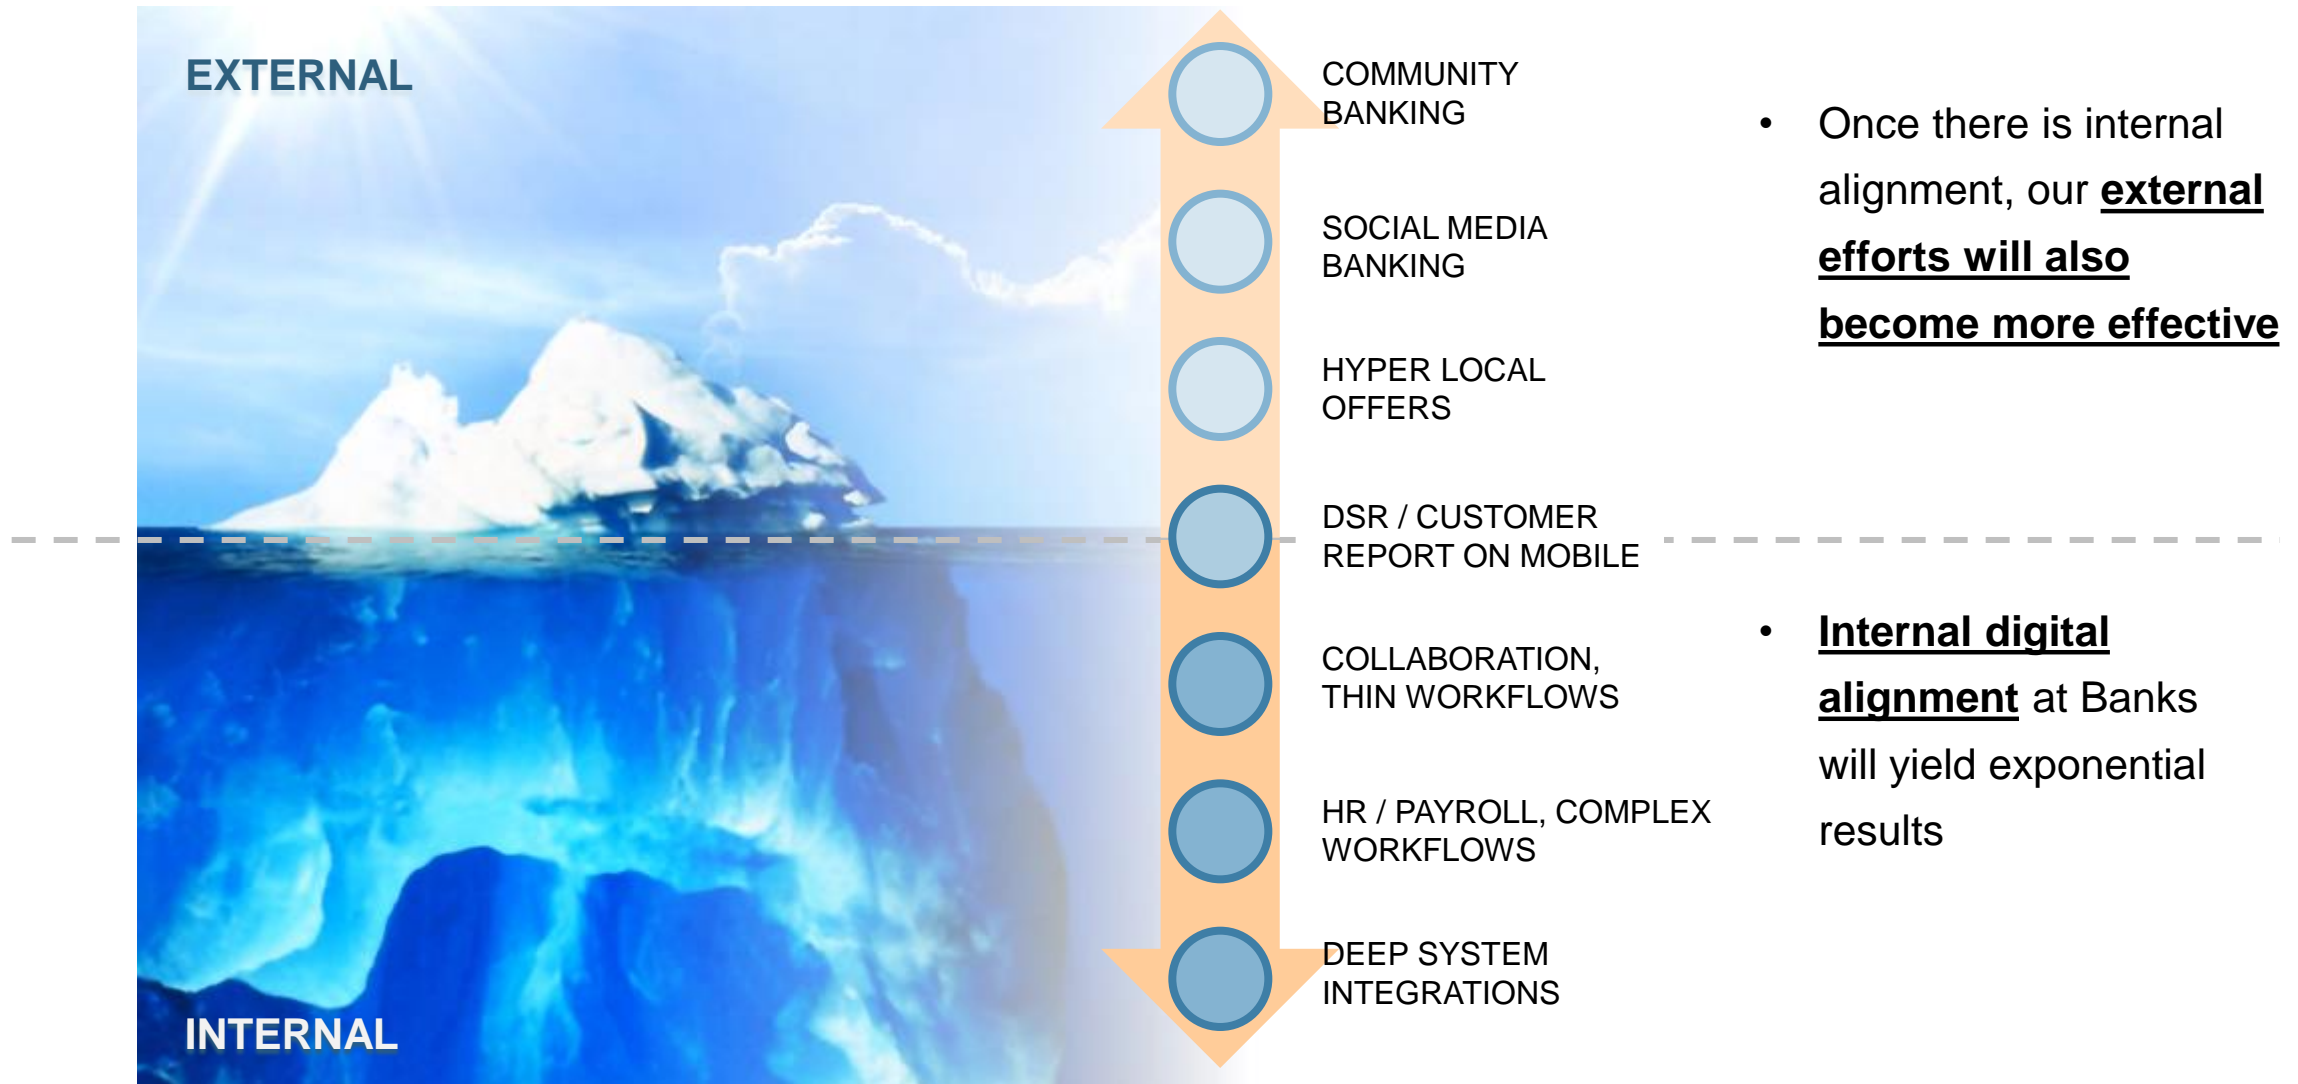 EXTERNAL
COMMUNITY
BANKING
SOCIAL MEDIA
BANKING
HYPER LOCAL
OFFERS
DSR / CUSTOMER
REPORT ON MOBILE
COLLABORATION,
THIN WORKFLOWS
HR / PAYROLL, COMPLEX
WORKFLOWS
DEEP SYSTEM
INTEGRATIONS
INTERNAL
• Once there is internal
alignment, our external
efforts will also
become more effective
• Internal digital
alignment at Banks
will yield exponential
results